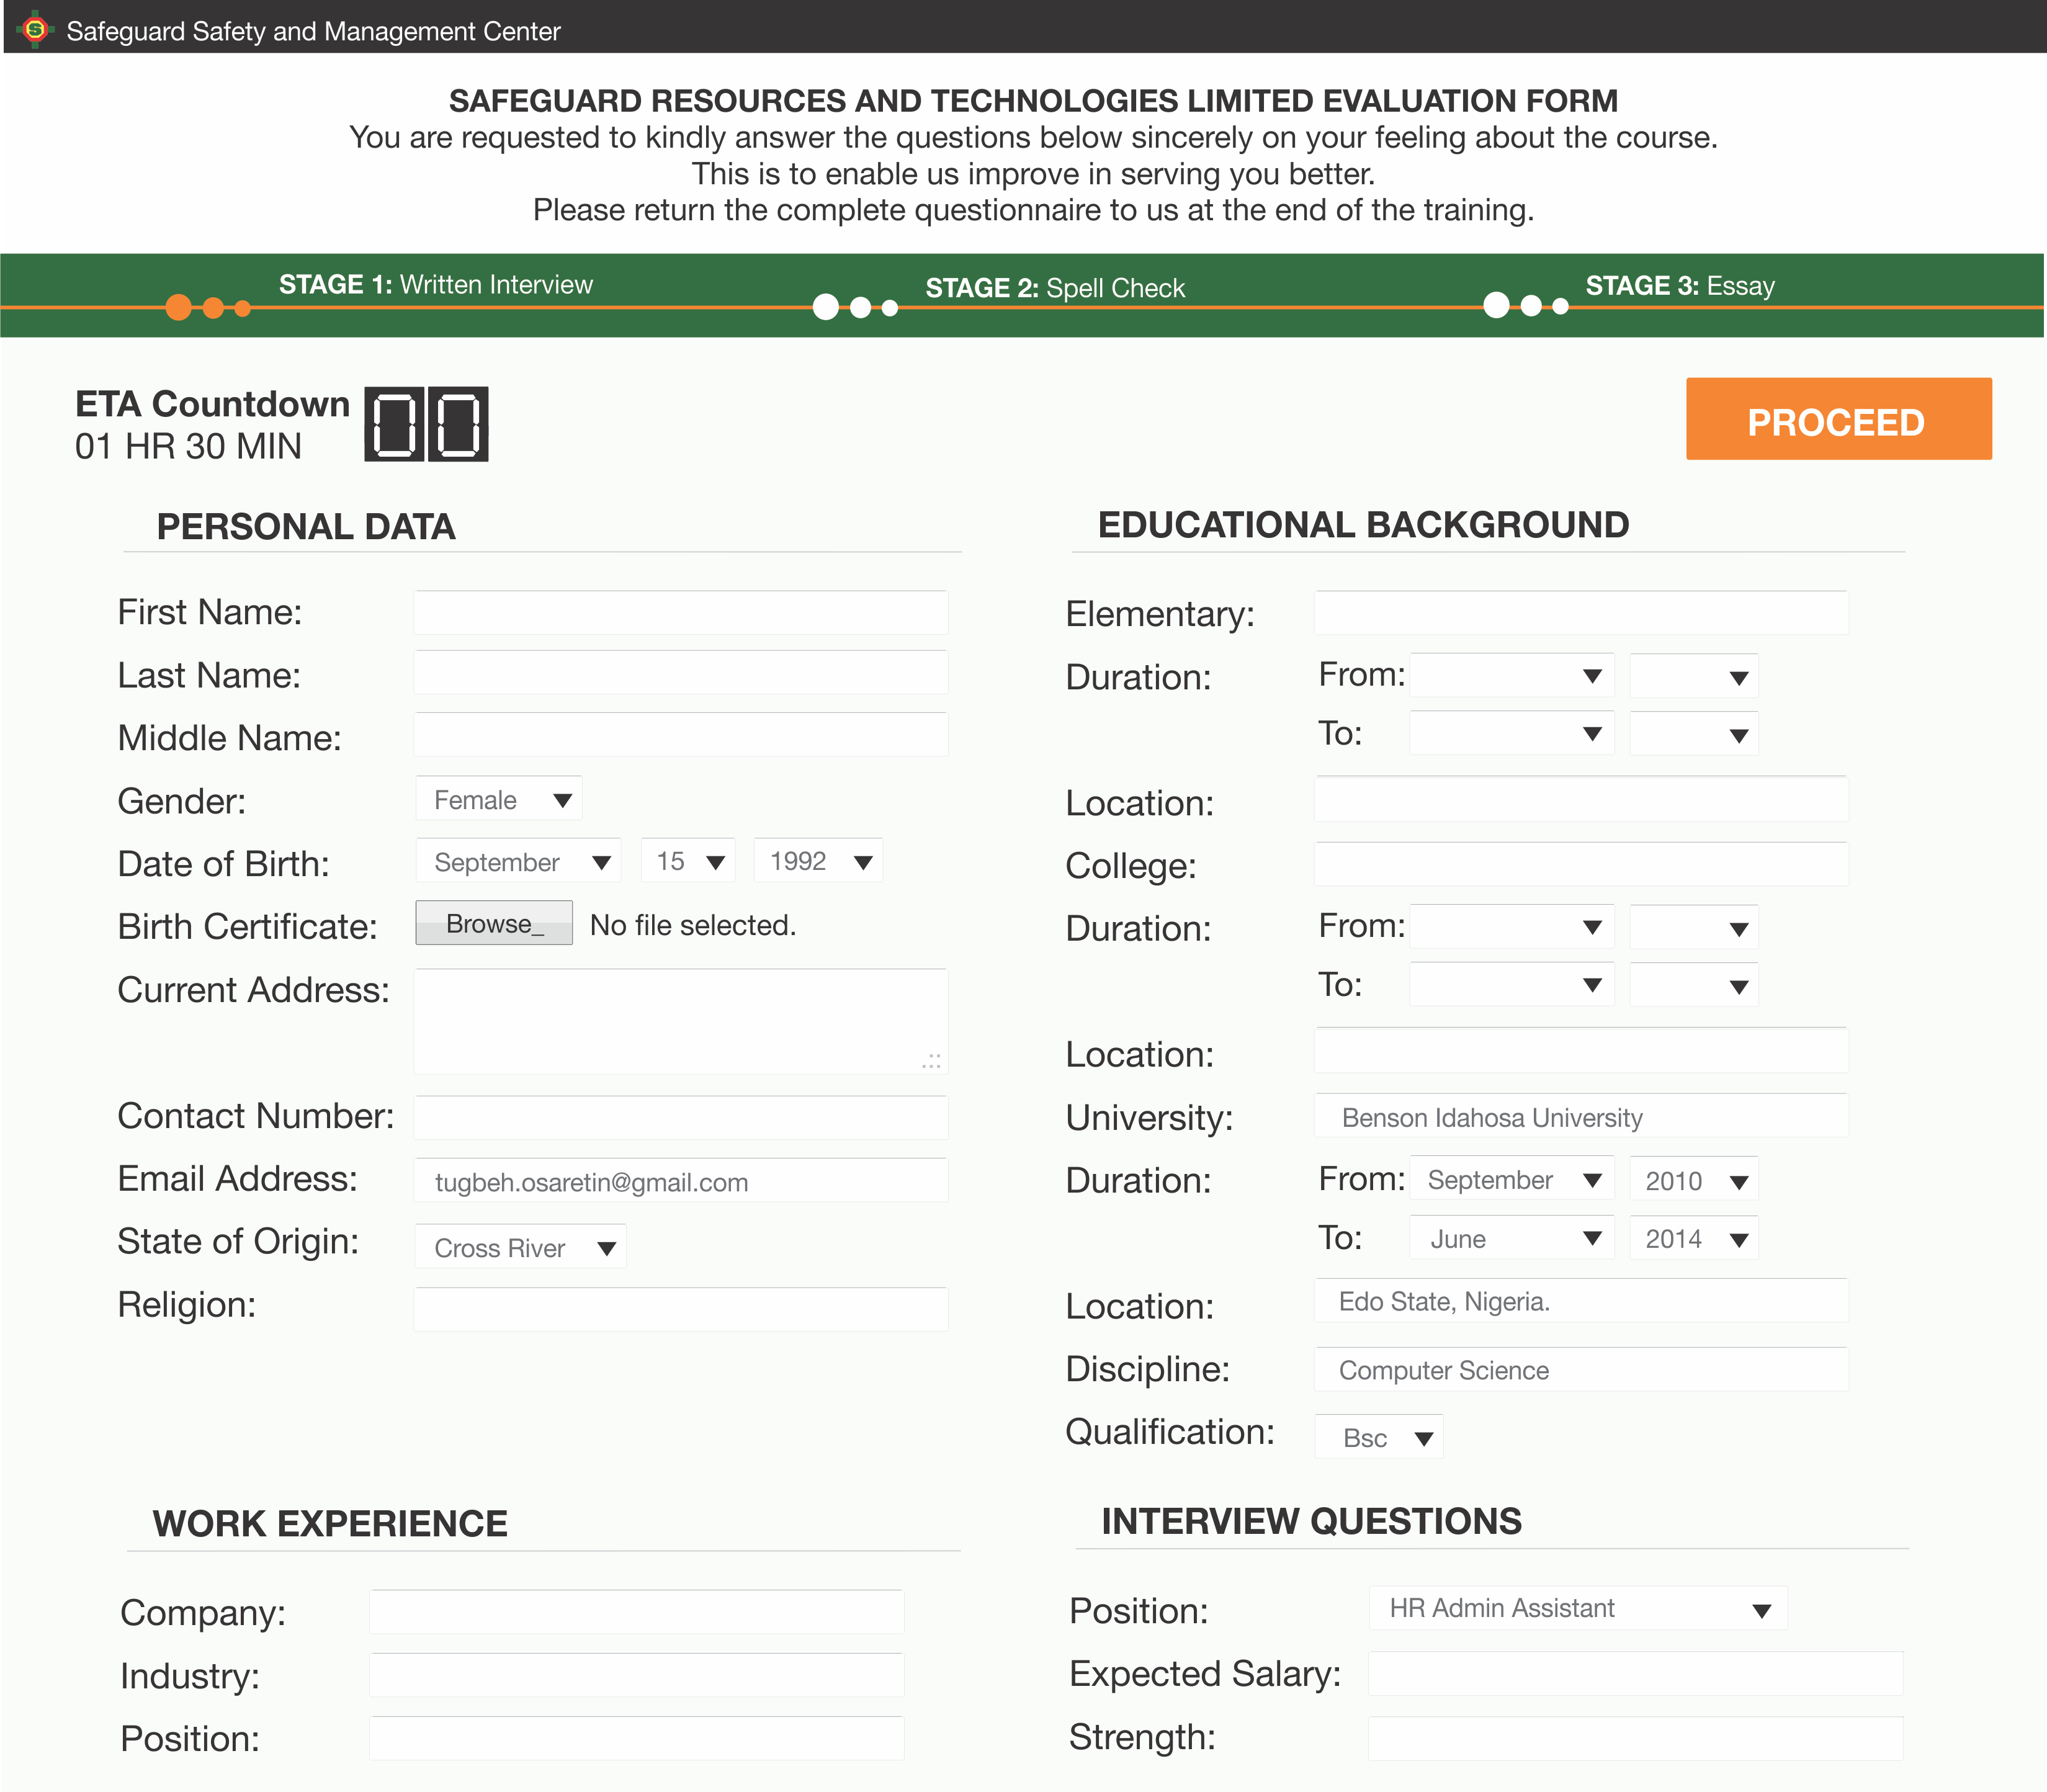 S Safeguard Safety and Management Center
SAFEGUARD RESOURCES AND TECHNOLOGIES LIMITED EVALUATION FORM
You are requested to kindly answer the questions below sincerely on your feeling about the course.
This is to enable us improve in serving you better.
Please return the complete questionnaire to us at the end of the training.
STAGE 1: Written Interview
STAGE 2: Spell Check
STAGE 3: Essay
ETA Countdown
01 HR 30 MIN
00
PROCEED
PERSONAL DATA
First Name:
Last Name:
Middle Name:
Gender: Female
Date of Birth: September 15 1992
Birth Certificate: Browse_ No file selected.
Current Address:
Contact Number:
Email Address: tugbeh.osaretin@gmail.com
State of Origin: Cross River
Religion:
EDUCATIONAL BACKGROUND
Elementary:
Duration: From:
To:
Location:
College:
Duration: From:
To:
Location:
University: Benson Idahosa University
Duration: From: September 2010
To: June 2014
Location: Edo State, Nigeria.
Discipline: Computer Science
Qualification: Bsc
WORK EXPERIENCE
Company:
Industry:
Position:
INTERVIEW QUESTIONS
Position: HR Admin Assistant
Expected Salary:
Strength: